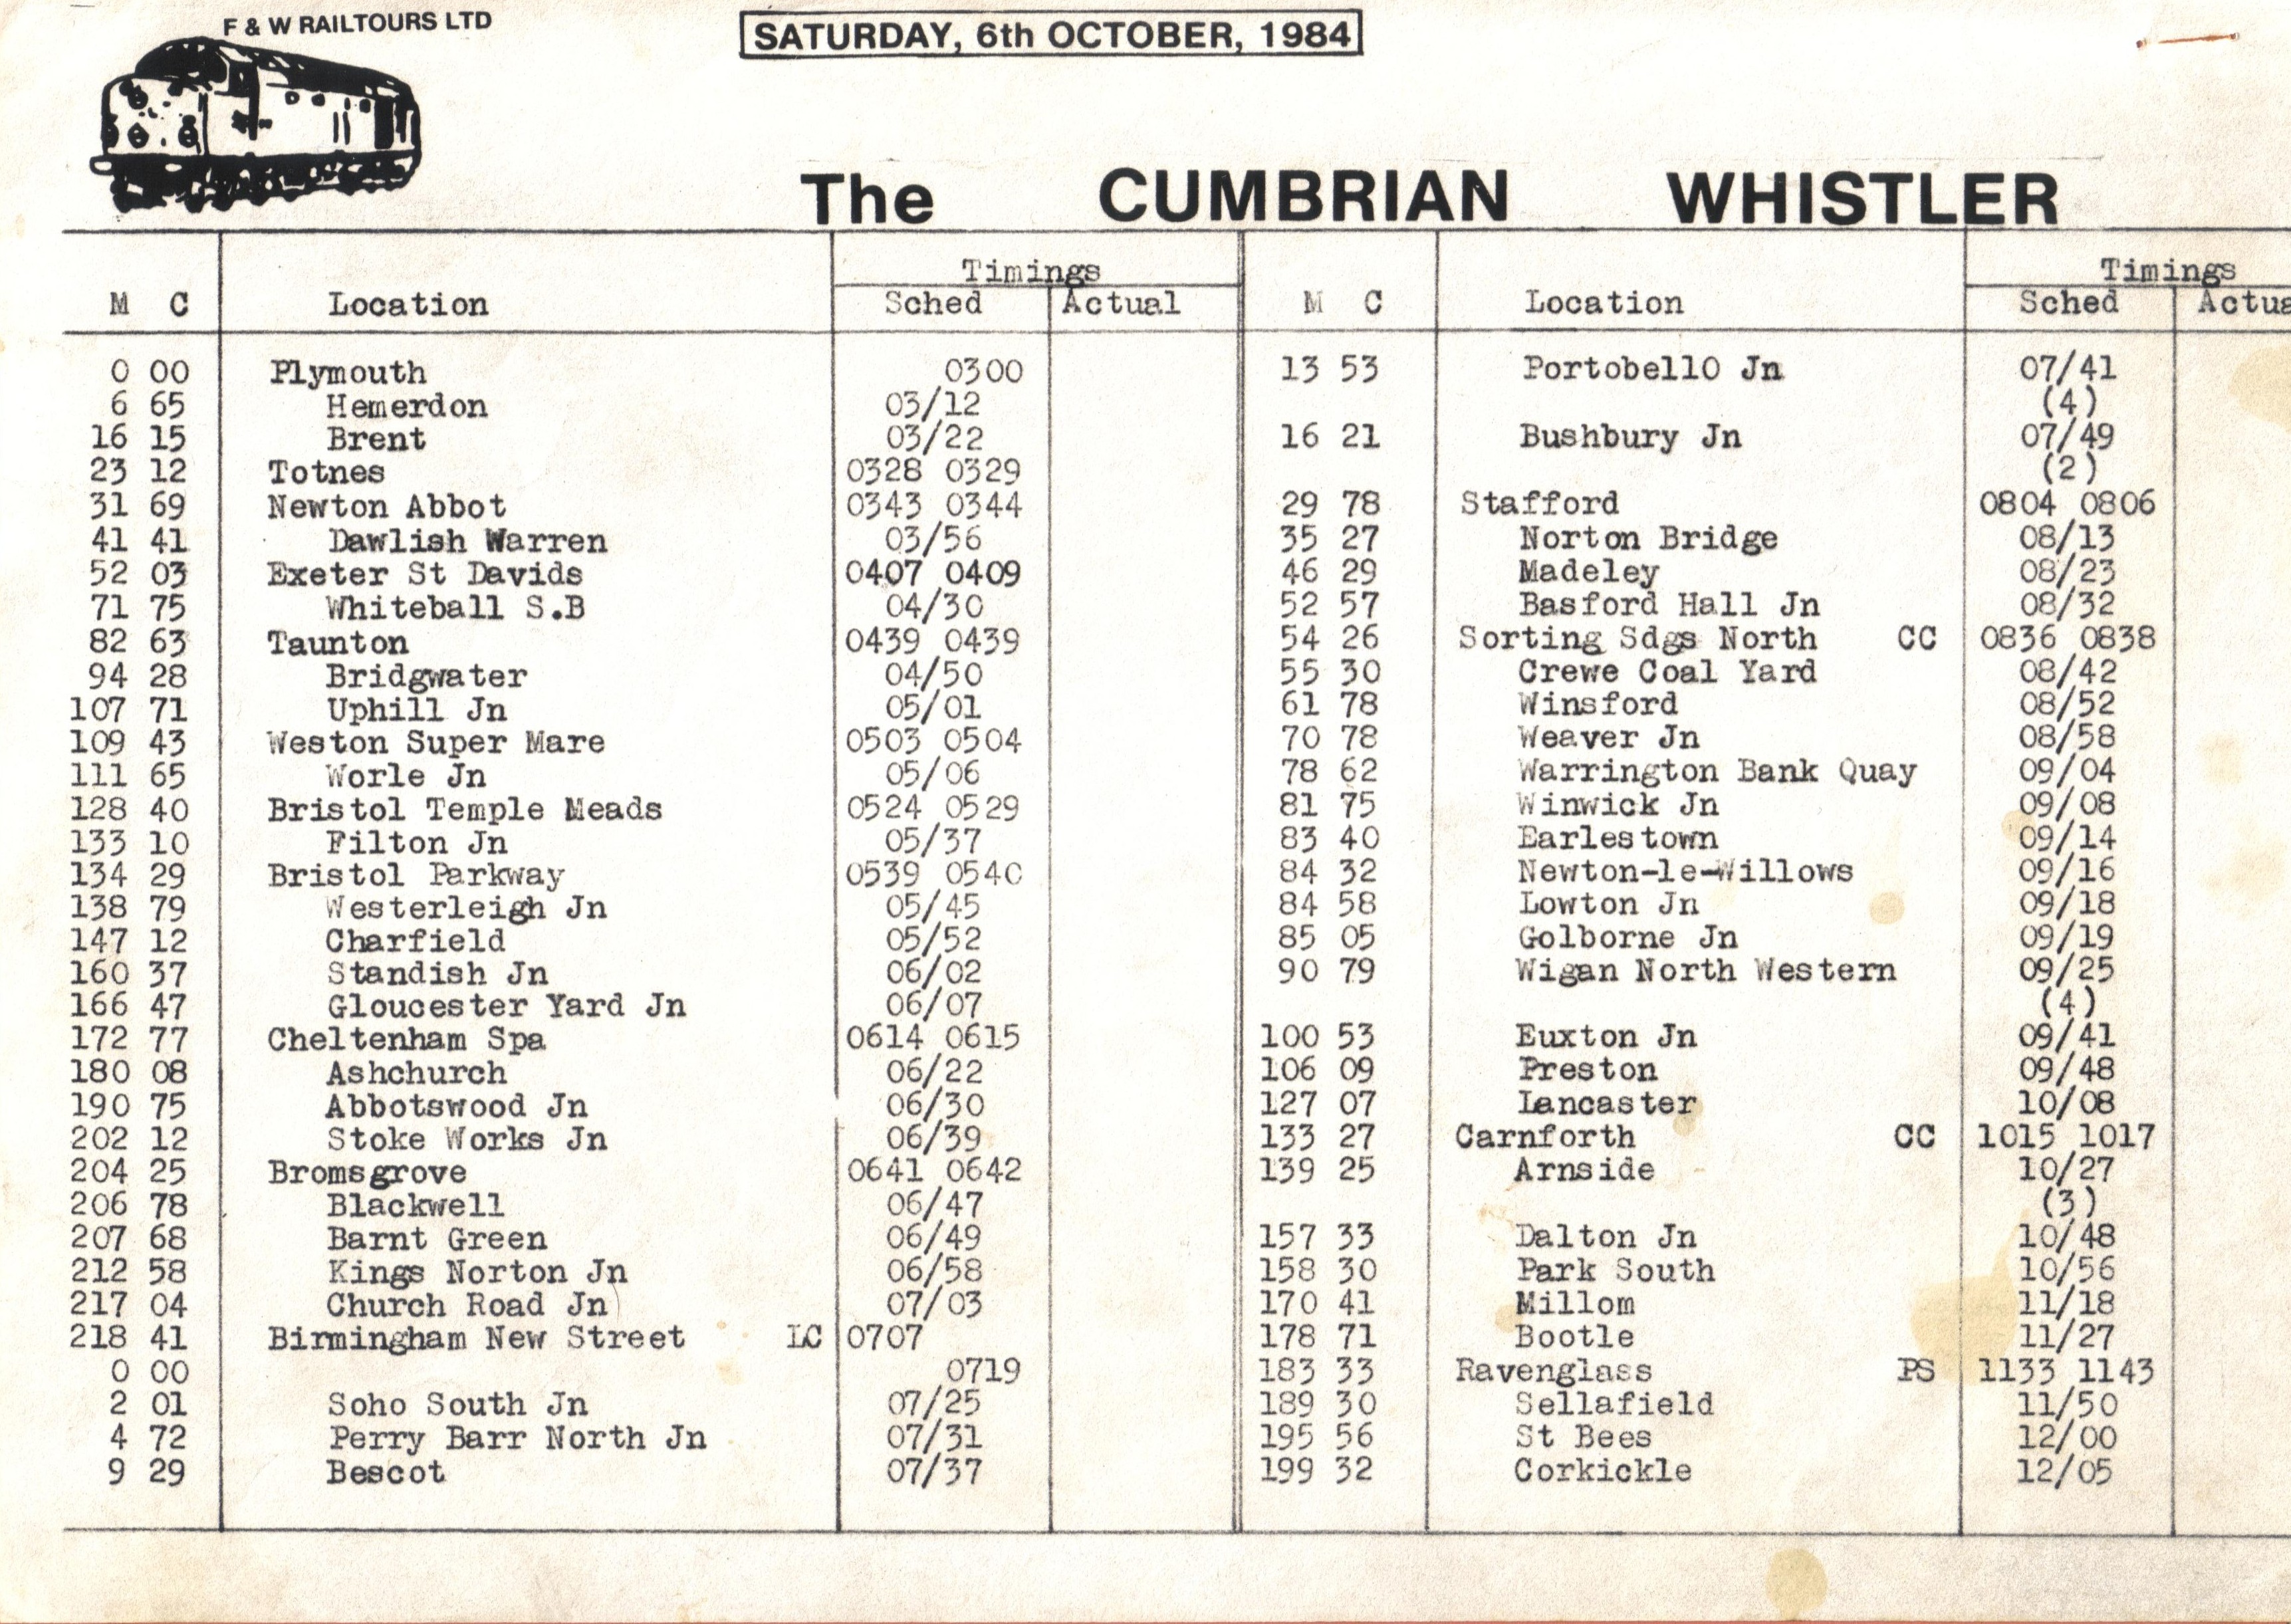 F & W RAILTOURS LTD
SATURDAY, 6th OCTOBER, 1984
The CUMBRIAN WHISTLER
M C Location Timings Sched Actual
0 00 Plymouth 0300
6 65 Hemerdon 03/12
16 15 Brent 03/22
23 12 Totnes 0328 0329
31 69 Newton Abbot 0343 0344
41 41 Dawlish Warren 03/56
52 03 Exeter St Davids 0407 0409
71 75 Whiteball S.B 04/30
82 63 Taunton 0439 0439
94 28 Bridgwater 04/50
107 71 Uphill Jn 05/01
109 43 Weston Super Mare 0503 0504
111 65 Worle Jn 05/06
128 40 Bristol Temple Meads 0524 0529
133 10 Filton Jn 05/37
134 29 Bristol Parkway 0539 0540
138 79 Westerleigh Jn 05/45
147 12 Charfield 05/52
160 37 Standish Jn 06/02
166 47 Gloucester Yard Jn 06/07
172 77 Cheltenham Spa 0614 0615
180 08 Ashchurch 06/22
190 75 Abbotswood Jn 06/30
202 12 Stoke Works Jn 06/39
204 25 Bromsgrove 0641 0642
206 78 Blackwell 06/47
207 68 Barnt Green 06/49
212 58 Kings Norton Jn 06/58
217 04 Church Road Jn 07/03
218 41 Birmingham New Street LC 0707
0 00 0719
2 01 Soho South Jn 07/25
4 72 Perry Barr North Jn 07/31
9 29 Bescot 07/37
M C Location Timings Sched Actua
13 53 Portobello Jn 07/41
(4)
16 21 Bushbury Jn 07/49
(2)
29 78 Stafford 0804 0806
35 27 Norton Bridge 08/13
46 29 Madeley 08/23
52 57 Basford Hall Jn 08/32
54 26 Sorting Sdgs North CC 0836 0838
55 30 Crewe Coal Yard 08/42
61 78 Winsford 08/52
70 78 Weaver Jn 08/58
78 62 Warrington Bank Quay 09/04
81 75 Winwick Jn 09/08
83 40 Earlestown 09/14
84 32 Newton-le-Willows 09/16
84 58 Lowton Jn 09/18
85 05 Golborne Jn 09/19
90 79 Wigan North Western 09/25
(4)
100 53 Euxton Jn 09/41
106 09 Preston 09/48
127 07 Lancaster 10/08
133 27 Carnforth CC 1015 1017
139 25 Arnside 10/27
(3)
157 33 Dalton Jn 10/48
158 30 Park South 10/56
170 41 Millom 11/18
178 71 Bootle 11/27
183 33 Ravenglass PS 1133 1143
189 30 Sellafield 11/50
195 56 St Bees 12/00
199 32 Corkickle 12/05